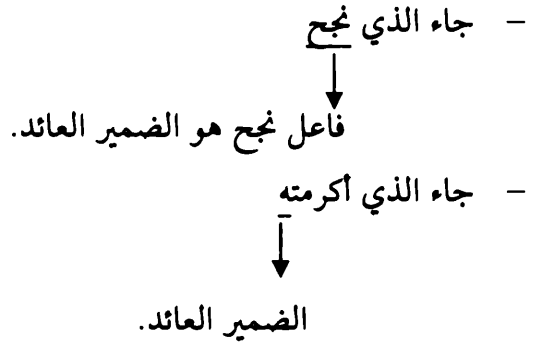 - جاء الذي نجح
فاعل نجح هو الضمير العائد.
- جاء الذي أكرمته
الضمير العائد.